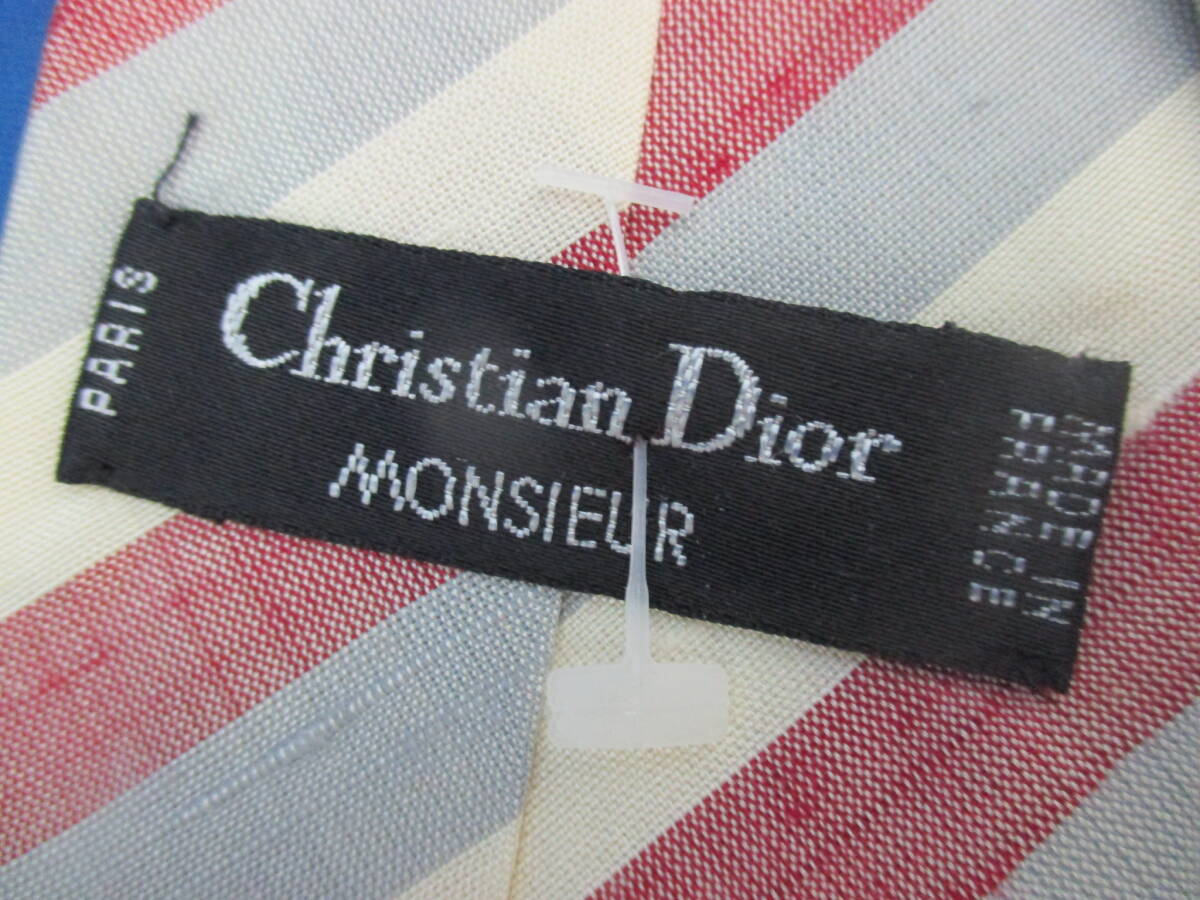 PARIS
Christian Dior
MONSIEUR
MADE IN
FRANCE